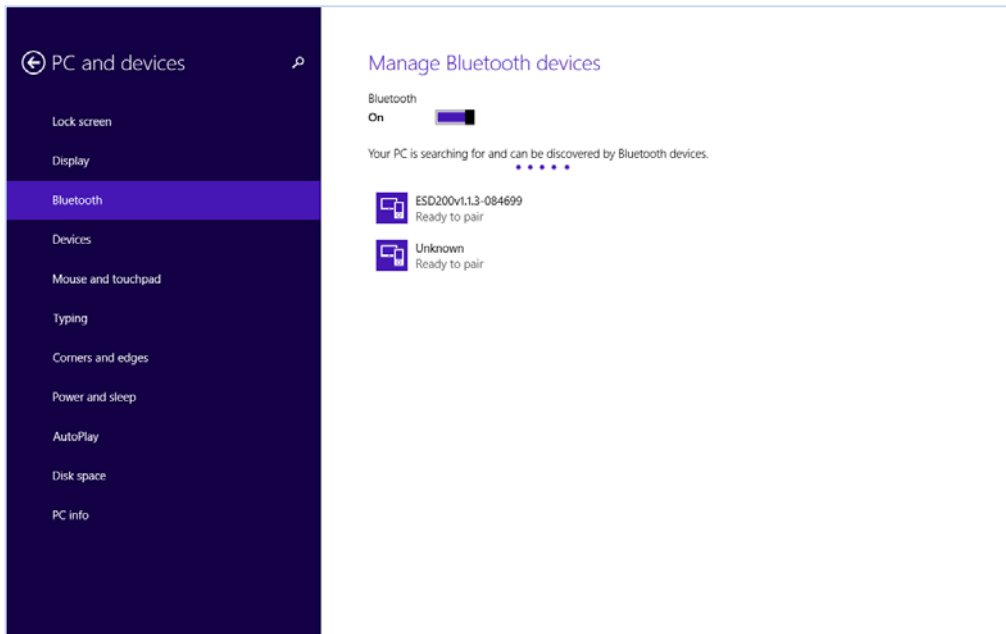 PC and devices
Lock screen
Display
Bluetooth
Devices
Mouse and touchpad
Typing
Corners and edges
Power and sleep
AutoPlay
Disk space
PC info
Manage Bluetooth devices
Bluetooth
On
Your PC is searching for and can be discovered by Bluetooth devices.
ESD200v1.1.3-084699
Ready to pair
Unknown
Ready to pair